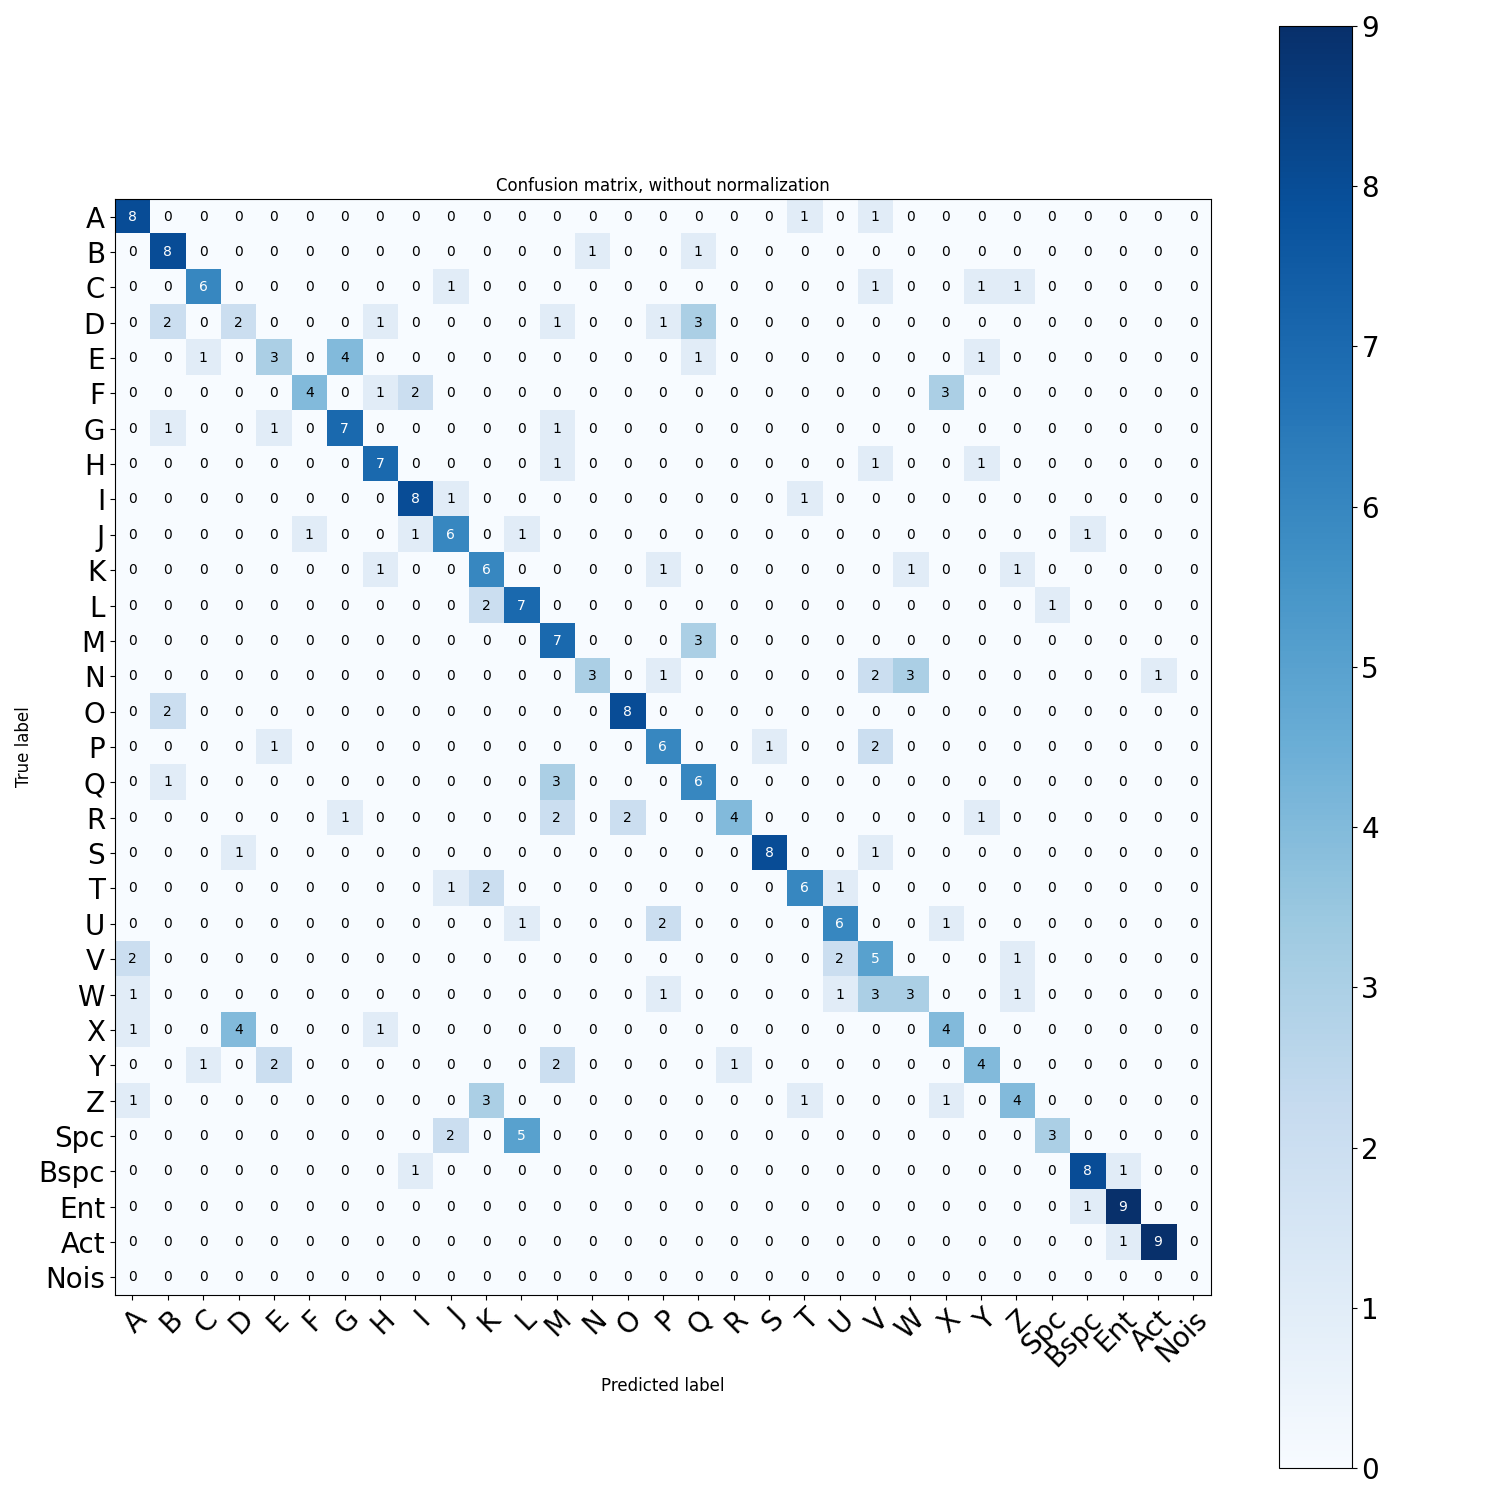 Confusion matrix, without normalization
True label
A 8 0 0 0 0 0 0 0 0 0 0 0 0 0 0 0 0 0 0 1 0 1 0 0 0 0 0 0 0 0 0
B 0 8 0 0 0 0 0 0 0 0 0 0 0 1 0 0 1 0 0 0 0 0 0 0 0 0 0 0 0 0 0
C 0 0 6 0 0 0 0 0 0 1 0 0 0 0 0 0 0 0 0 0 0 1 0 0 1 1 0 0 0 0 0
D 0 2 0 2 0 0 0 1 0 0 0 0 1 0 0 1 3 0 0 0 0 0 0 0 0 0 0 0 0 0 0
E 0 0 1 0 3 0 4 0 0 0 0 0 0 0 0 0 1 0 0 0 0 0 0 0 1 0 0 0 0 0 0
F 0 0 0 0 0 4 0 1 2 0 0 0 0 0 0 0 0 0 0 0 0 0 0 3 0 0 0 0 0 0 0
G 0 1 0 0 1 0 7 0 0 0 0 0 1 0 0 0 0 0 0 0 0 0 0 0 0 0 0 0 0 0 0
H 0 0 0 0 0 0 0 7 0 0 0 0 1 0 0 0 0 0 0 0 0 1 0 0 1 0 0 0 0 0 0
I 0 0 0 0 0 0 0 0 8 1 0 0 0 0 0 0 0 0 0 1 0 0 0 0 0 0 0 0 0 0 0
J 0 0 0 0 0 1 0 0 1 6 0 1 0 0 0 0 0 0 0 0 0 0 0 0 0 0 0 1 0 0 0
K 0 0 0 0 0 0 0 1 0 0 6 0 0 0 0 1 0 0 0 0 0 0 1 0 0 1 0 0 0 0 0
L 0 0 0 0 0 0 0 0 0 0 2 7 0 0 0 0 0 0 0 0 0 0 0 0 0 0 1 0 0 0 0
M 0 0 0 0 0 0 0 0 0 0 0 0 7 0 0 0 3 0 0 0 0 0 0 0 0 0 0 0 0 0 0
N 0 0 0 0 0 0 0 0 0 0 0 0 0 3 0 1 0 0 0 0 0 2 3 0 0 0 0 0 0 1 0
O 0 2 0 0 0 0 0 0 0 0 0 0 0 0 8 0 0 0 0 0 0 0 0 0 0 0 0 0 0 0 0
P 0 0 0 0 1 0 0 0 0 0 0 0 0 0 0 6 0 0 1 0 0 2 0 0 0 0 0 0 0 0 0
Q 0 1 0 0 0 0 0 0 0 0 0 0 3 0 0 0 6 0 0 0 0 0 0 0 0 0 0 0 0 0 0
R 0 0 0 0 0 0 1 0 0 0 0 0 2 0 2 0 0 4 0 0 0 0 0 0 1 0 0 0 0 0 0
S 0 0 0 1 0 0 0 0 0 0 0 0 0 0 0 0 0 0 8 0 0 1 0 0 0 0 0 0 0 0 0
T 0 0 0 0 0 0 0 0 0 1 2 0 0 0 0 0 0 0 0 6 1 0 0 0 0 0 0 0 0 0 0
U 0 0 0 0 0 0 0 0 0 0 0 1 0 0 0 2 0 0 0 0 6 0 0 1 0 0 0 0 0 0 0
V 2 0 0 0 0 0 0 0 0 0 0 0 0 0 0 0 0 0 0 0 2 5 0 0 0 1 0 0 0 0 0
W 1 0 0 0 0 0 0 0 0 0 0 0 0 0 0 1 0 0 0 0 1 3 3 0 0 1 0 0 0 0 0
X 1 0 0 4 0 0 0 1 0 0 0 0 0 0 0 0 0 0 0 0 0 0 0 4 0 0 0 0 0 0 0
Y 0 0 1 0 2 0 0 0 0 0 0 0 2 0 0 0 0 1 0 0 0 0 0 0 4 0 0 0 0 0 0
Z 1 0 0 0 0 0 0 0 0 0 3 0 0 0 0 0 0 0 0 1 0 0 0 1 0 4 0 0 0 0 0
Spc 0 0 0 0 0 0 0 0 0 2 0 5 0 0 0 0 0 0 0 0 0 0 0 0 0 0 3 0 0 0 0
Bspc 0 0 0 0 0 0 0 0 1 0 0 0 0 0 0 0 0 0 0 0 0 0 0 0 0 0 0 8 1 0 0
Ent 0 0 0 0 0 0 0 0 0 0 0 0 0 0 0 0 0 0 0 0 0 0 0 0 0 0 0 1 9 0 0
Act 0 0 0 0 0 0 0 0 0 0 0 0 0 0 0 0 0 0 0 0 0 0 0 0 0 0 0 0 1 9 0
Nois 0 0 0 0 0 0 0 0 0 0 0 0 0 0 0 0 0 0 0 0 0 0 0 0 0 0 0 0 0 0 0
A B C D E F G H I J K L M N O P Q R S T U V W X Y Z Spc Bspc Ent Act Nois
Predicted label
9
8
7
6
5
4
3
2
1
0